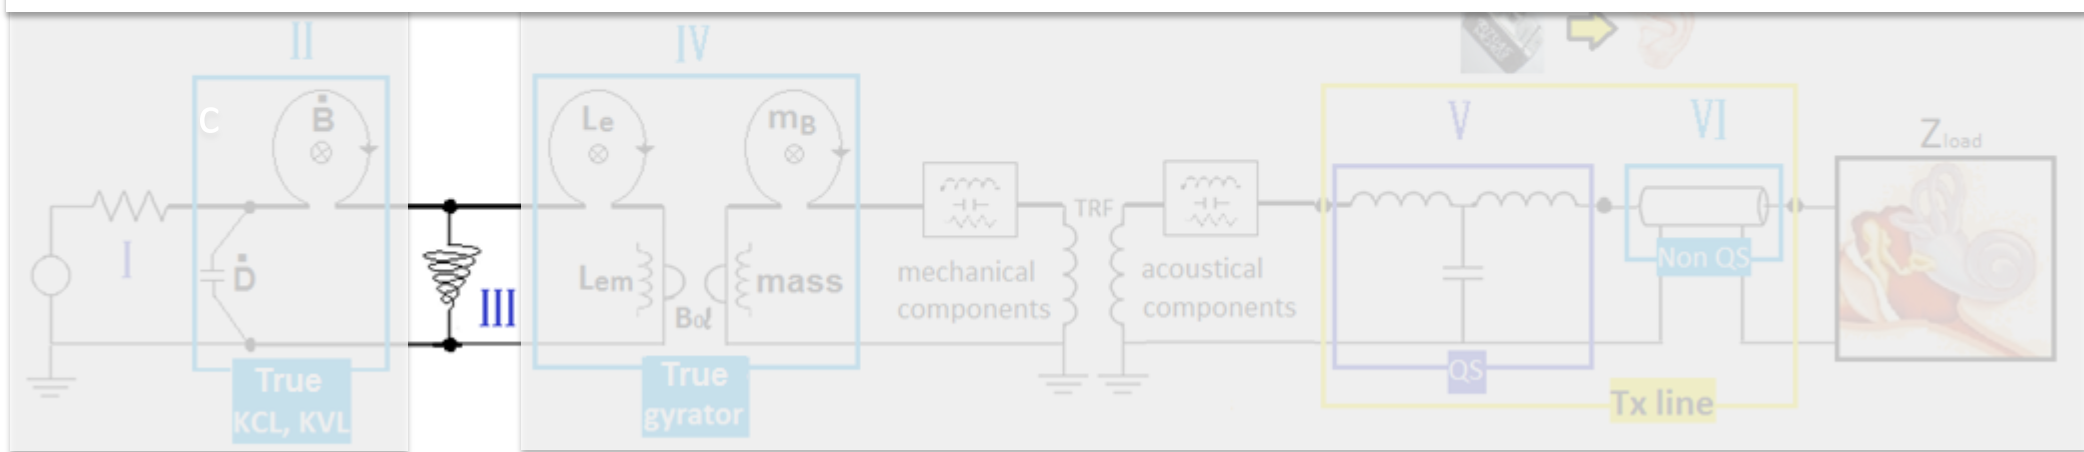 II
IV
V
VI
C
Ḃ
Le
mB
Zload
I
Ḋ
III
Lem
mass
B0ℓ
mechanical
components
TRF
acoustical
components
Non QS
True
KCL, KVL
True
gyrator
QS
Tx line